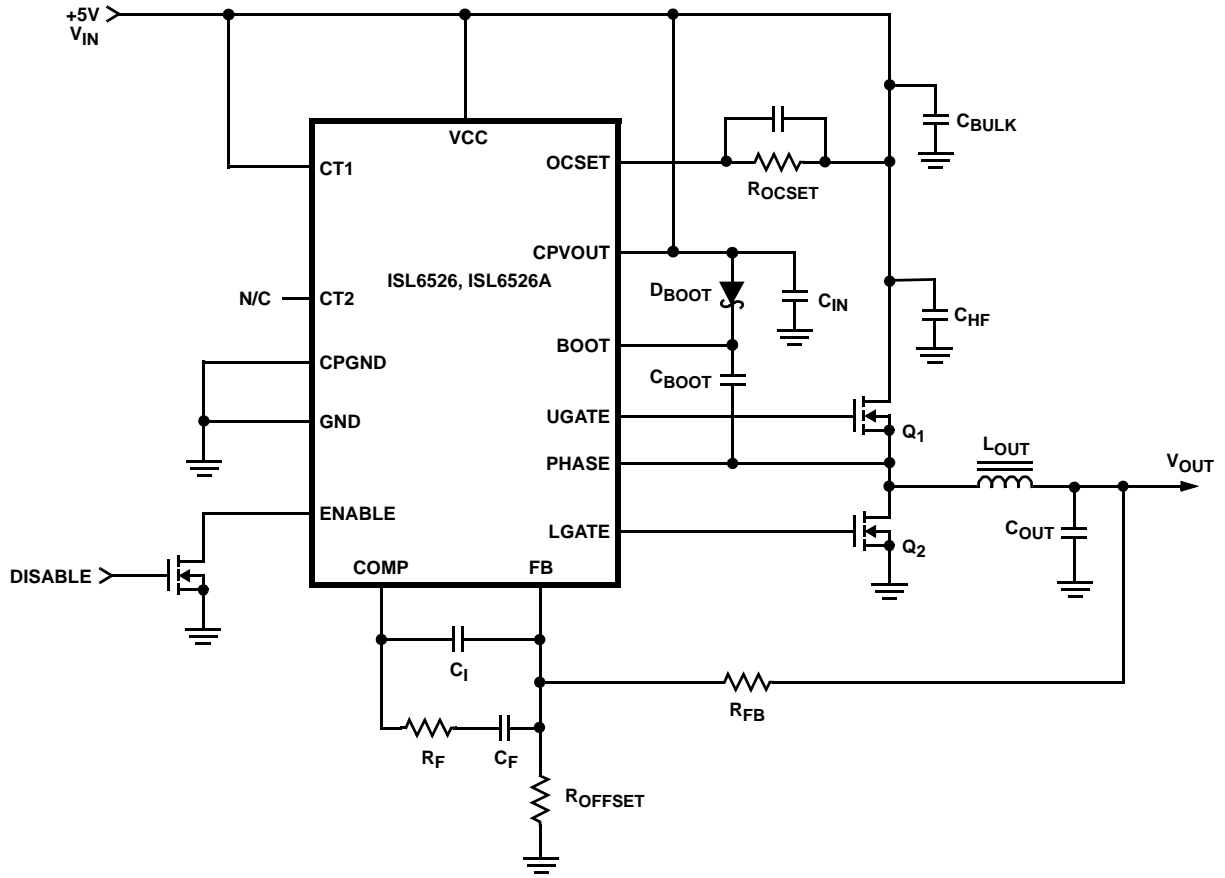 +5V
VIN
VCC
CT1
OCSET
ROCSET
CBULK
CPVOUT
ISL6526, ISL6526A
DBOOT
CIN
N/C
CT2
CHF
BOOT
CPGND
CBOOT
UGATE
GND
Q1
LOUT
PHASE
VOUT
ENABLE
LGATE
COUT
Q2
DISABLE
COMP
FB
CI
RFB
RF
CF
ROFFSET